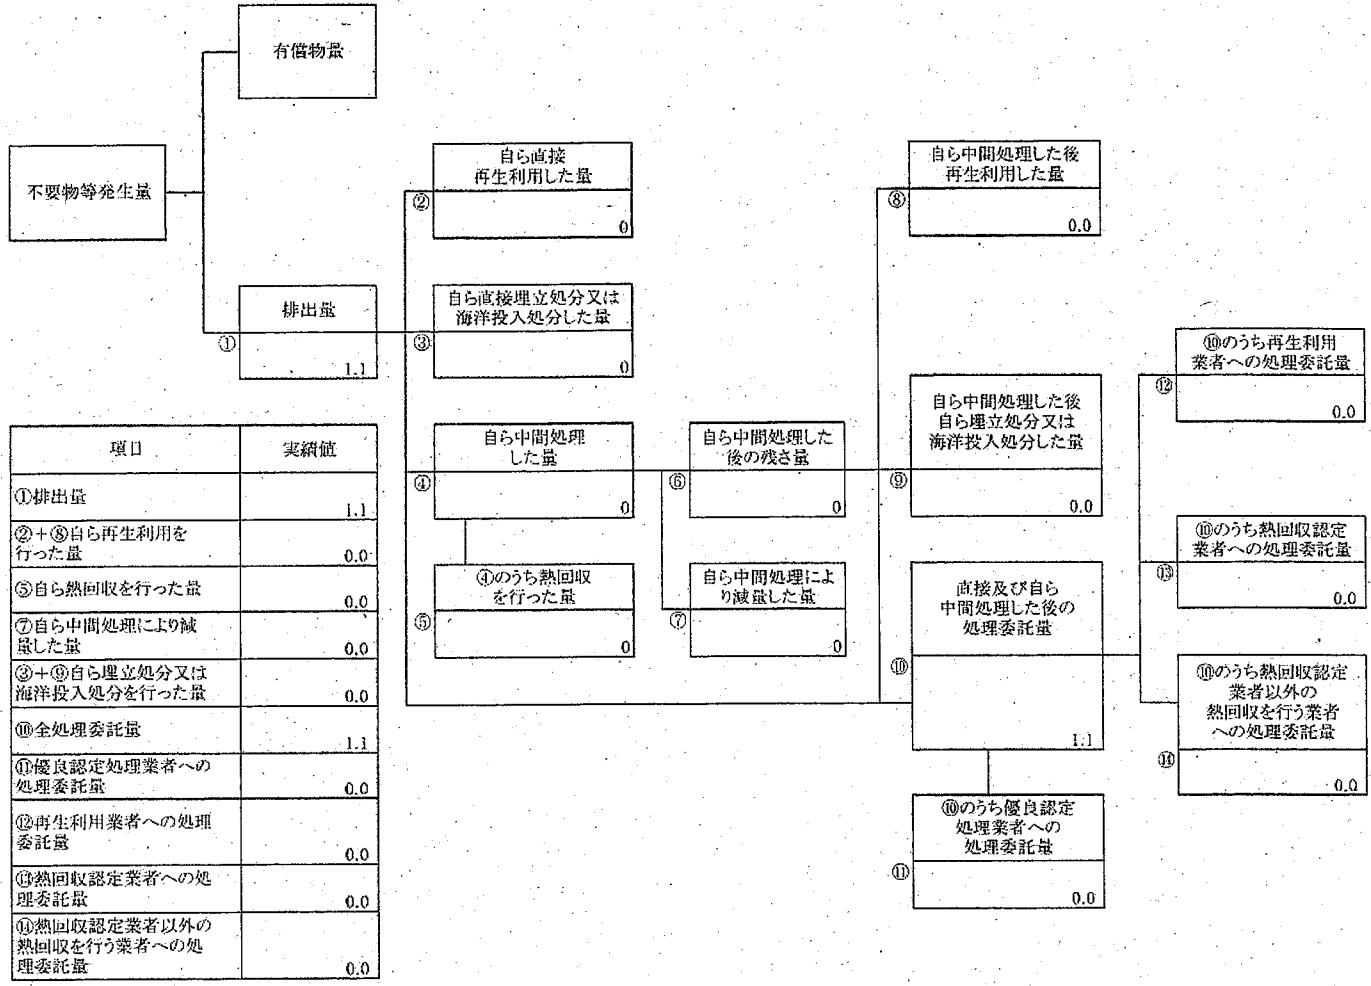 有償物量
不要物等発生量
排出量
①
1.1
自ら直接
再生利用した量
②
0
自ら直接埋立処分又は
海洋投入処分した量
③
0
自ら中間処理
した量
④
0
④のうち熱回収
を行った量
⑤
0
自ら中間処理した
後の残さ量
⑥
0
自ら中間処理によ
り減量した量
⑦
0
自ら中間処理した後
再生利用した量
⑧
0.0
自ら中間処理した後
自ら埋立処分又は
海洋投入処分した量
⑨
0.0
直接及び自ら
中間処理した後の
処理委託量
⑩
1.1
⑩のうち優良認定
処理業者への
処理委託量
⑪
0.0
⑩のうち再生利用
業者への処理委託量
⑫
0.0
⑩のうち熱回収認定
業者への処理委託量
⑬
0.0
⑩のうち熱回収認定
業者以外の
熱回収を行う業者
への処理委託量
⑭
0.0
項目 実績値
①排出量
1.1
②+⑧自ら再生利用を
行った量
0.0
⑤自ら熱回収を行った量
0.0
⑦自ら中間処理により減
量した量
0.0
③+⑨自ら埋立処分又は
海洋投入処分を行った量
0.0
⑩全処理委託量
1.1
⑪優良認定処理業者への
処理委託量
0.0
⑫再生利用業者への処理
委託量
0.0
⑬熱回収認定業者への処
理委託量
0.0
⑭熱回収認定業者以外の
熱回収を行う業者への処
理委託量
0.0